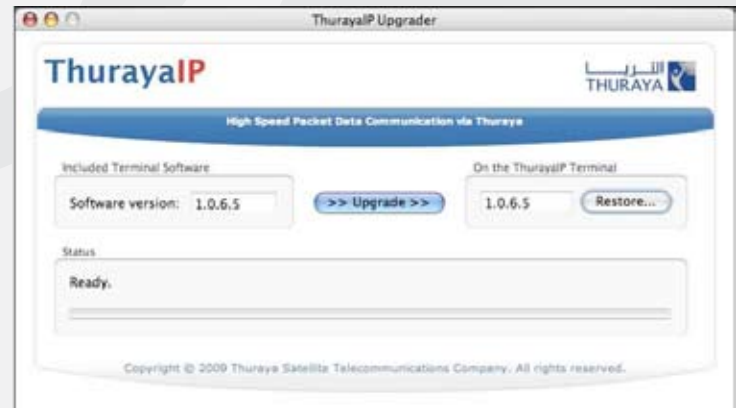 ThurayaIP Upgrader
ThurayaIP
الثريا
THURAYA
High Speed Packet Data Communication via Thuraya
Included Terminal Software
Software version: 1.0.6.5
>> Upgrade >>
On the ThurayaIP Terminal
1.0.6.5 Restore...
Status
Ready.
Copyright © 2009 Thuraya Satellite Telecommunications Company. All rights reserved.